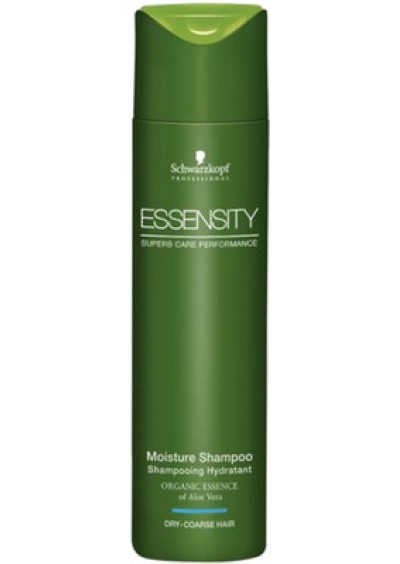 Schwarzkopf
PROFESSIONAL
ESSENSITY
SUPERB CARE PERFORMANCE
Moisture Shampoo
Shampooing Hydratant
ORGANIC ESSENCE
of Aloe Vera
DRY-COARSE HAIR